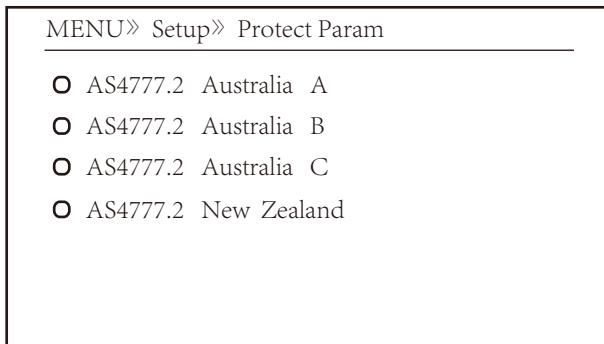 MENU» Setup» Protect Param
AS4777.2 Australia A
AS4777.2 Australia B
AS4777.2 Australia C
AS4777.2 New Zealand